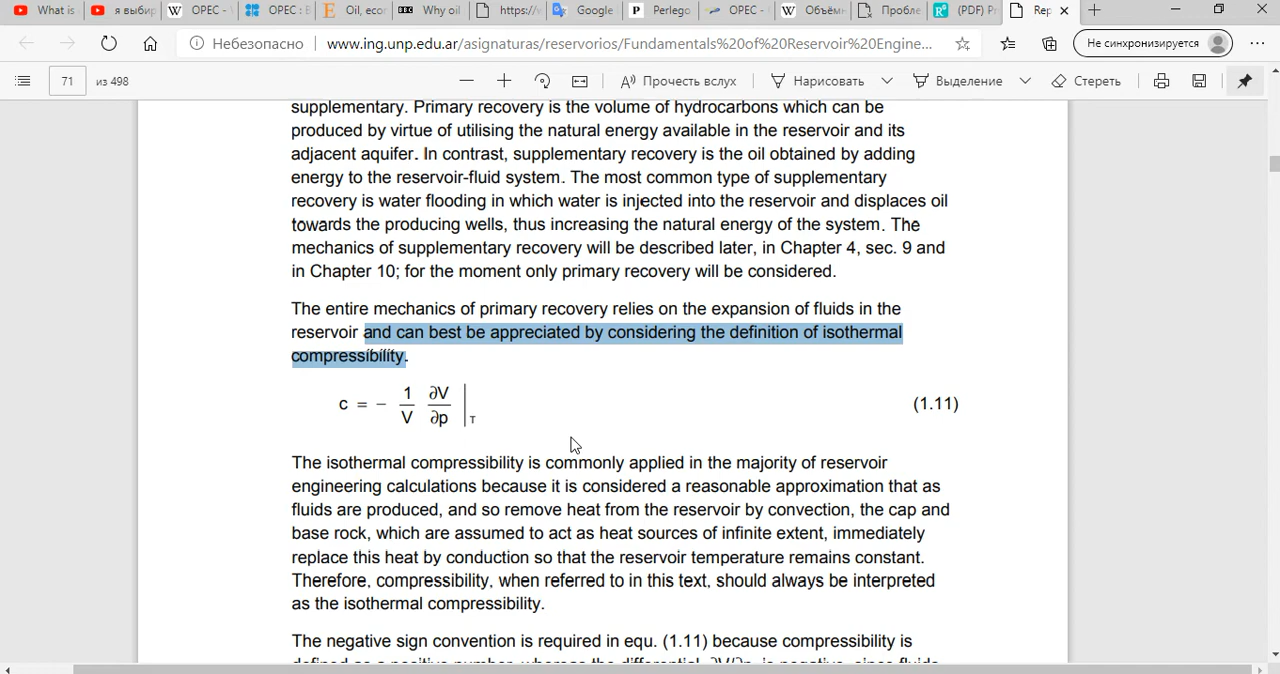 What is
я выбир
OPEC -
OPEC : E
Oil, ecor
Why oil
https://
Google
Perlego
OPEC -
Объём
Пробле
(PDF) P
Rep
Небезопасно
www.ing.unp.edu.ar/asignaturas/reservorios/Fundamentals%20of%20Reservoir%20Engine...
Не синхронизируется
71 из 498
Прочесть вслух
Нарисовать
Выделение
Стереть
supplementary. Primary recovery is the volume of hydrocarbons which can be
produced by virtue of utilising the natural energy available in the reservoir and its
adjacent aquifer. In contrast, supplementary recovery is the oil obtained by adding
energy to the reservoir-fluid system. The most common type of supplementary
recovery is water flooding in which water is injected into the reservoir and displaces oil
towards the producing wells, thus increasing the natural energy of the system. The
mechanics of supplementary recovery will be described later, in Chapter 4, sec. 9 and
in Chapter 10; for the moment only primary recovery will be considered.
The entire mechanics of primary recovery relies on the expansion of fluids in the
reservoir and can best be appreciated by considering the definition of isothermal
compressibility.
c = − 1/V ∂V/∂p |T (1.11)
The isothermal compressibility is commonly applied in the majority of reservoir
engineering calculations because it is considered a reasonable approximation that as
fluids are produced, and so remove heat from the reservoir by convection, the cap and
base rock, which are assumed to act as heat sources of infinite extent, immediately
replace this heat by conduction so that the reservoir temperature remains constant.
Therefore, compressibility, when referred to in this text, should always be interpreted
as the isothermal compressibility.
The negative sign convention is required in equ. (1.11) because compressibility is
defined as a positive number, whereas the differential, ∂V/∂p, is negative, since fluids